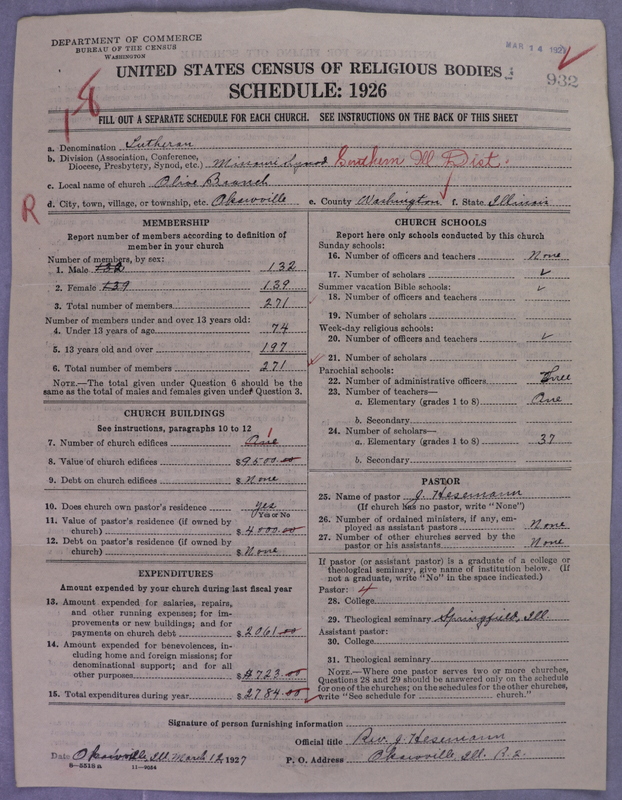 DEPARTMENT OF COMMERCE
BUREAU OF THE CENSUS
WASHINGTON
MAR 14 1927
UNITED STATES CENSUS OF RELIGIOUS BODIES
932
SCHEDULE: 1926
FILL OUT A SEPARATE SCHEDULE FOR EACH CHURCH. SEE INSTRUCTIONS ON THE BACK OF THIS SHEET
a. Denomination Lutheran
b. Division (Association, Conference,
Diocese, Presbytery, Synod, etc.) Missouri Synod Southern Ill Dist.
c. Local name of church Olive Branch
d. City, town, village, or township, etc. Okawville e. County Washington f. State Illinois
R
MEMBERSHIP
Report number of members according to definition of
member in your church
Number of members, by sex:
1. Male 132 132
2. Female 139 139
3. Total number of members 271
Number of members under and over 13 years old:
4. Under 13 years of age 74
5. 13 years old and over 197
6. Total number of members 271
NOTE.—The total given under Question 6 should be the
same as the total of males and females given under Question 3.
CHURCH BUILDINGS
See instructions, paragraphs 10 to 12
7. Number of church edifices One
8. Value of church edifices $9500.00
9. Debt on church edifices $None
10. Does church own pastor's residence yes
(Yes or No)
11. Value of pastor's residence (if owned by
church) $4000.00
12. Debt on pastor's residence (if owned by
church) $None
EXPENDITURES
Amount expended by your church during last fiscal year
13. Amount expended for salaries, repairs,
and other running expenses; for im-
provements or new buildings; and for
payments on church debt $2061.00
14. Amount expended for benevolences, in-
cluding home and foreign missions; for
denominational support; and for all
other purposes $723.00
15. Total expenditures during year $2784.00
CHURCH SCHOOLS
Report here only schools conducted by this church
Sunday schools:
16. Number of officers and teachers None
17. Number of scholars
Summer vacation Bible schools:
18. Number of officers and teachers
19. Number of scholars
Week-day religious schools:
20. Number of officers and teachers
21. Number of scholars
Parochial schools:
22. Number of administrative officers Three
23. Number of teachers—
a. Elementary (grades 1 to 8) One
b. Secondary
24. Number of scholars—
a. Elementary (grades 1 to 8) 37
b. Secondary
PASTOR
25. Name of pastor J. Hesemann
(If church has no pastor, write "None")
26. Number of ordained ministers, if any, em-
ployed as assistant pastors None
27. Number of other churches served by the
pastor or his assistants None
If pastor (or assistant pastor) is a graduate of a college or
theological seminary, give name of institution below. (If
not a graduate, write "No" in the space indicated.)
Pastor: 4
28. College
29. Theological seminary Springfield, Ill.
Assistant pastor:
30. College
31. Theological seminary
NOTE.—Where one pastor serves two or more churches,
Questions 28 and 29 should be answered only on the schedule
for one of the churches; on the schedules for the other churches,
write "See schedule for church."
Signature of person furnishing information
Official title Rev. J. Hesemann
Date Okawville, Ill. March 12, 1927 P. O. Address Okawville, Ill. R. 2.
8—5518 a 11—9054